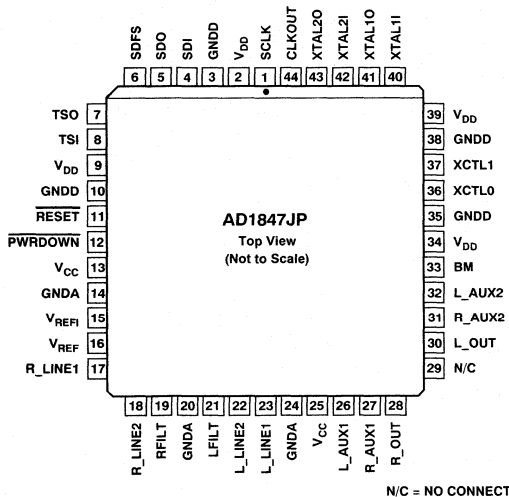 SDFS SDO SDI GNDD VDD SCLK CLKOUT XTAL2O XTAL2I XTAL1O XTAL1I
6 5 4 3 2 1 44 43 42 41 40
TSO 7
TSI 8
VDD 9
GNDD 10
RESET 11
PWRDOWN 12
VCC 13
GNDA 14
VREFI 15
VREF 16
R_LINE1 17
AD1847JP
Top View
(Not to Scale)
39 VDD
38 GNDD
37 XCTL1
36 XCTL0
35 GNDD
34 VDD
33 BM
32 L_AUX2
31 R_AUX2
30 L_OUT
29 N/C
18 19 20 21 22 23 24 25 26 27 28
R_LINE2 RFILT GNDA LFILT L_LINE2 L_LINE1 GNDA VCC L_AUX1 R_AUX1 R_OUT
N/C = NO CONNECT